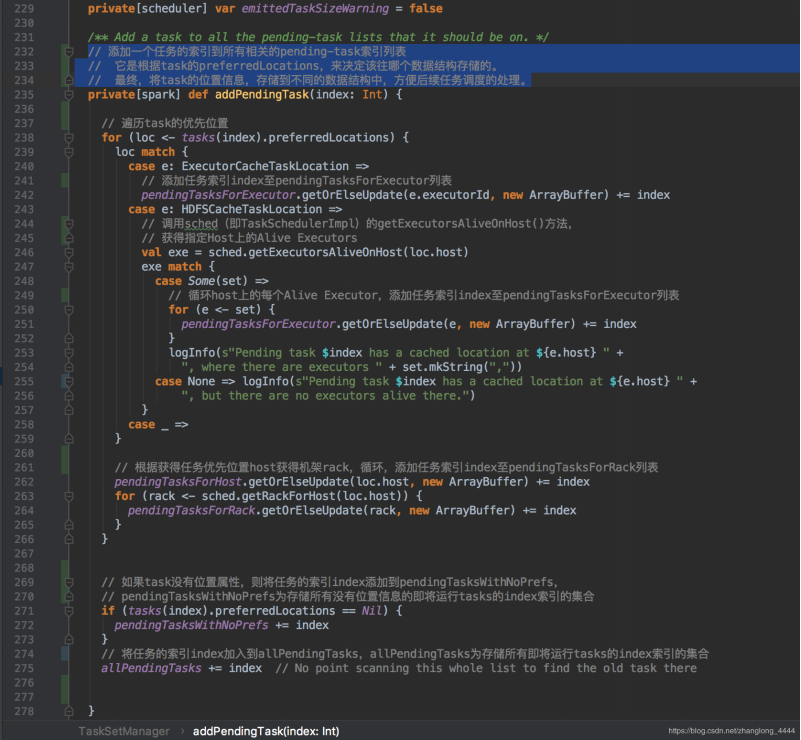 229 private[scheduler] var emittedTaskSizeWarning = false
230
231 /** Add a task to all the pending-task lists that it should be on. */
232 // 添加一个任务的索引到所有相关的pending-task索引列表
233 //  它是根据task的preferredLocations，来决定该往哪个数据结构存储的。
234 //  最终，将task的位置信息，存储到不同的数据结构中，方便后续任务调度的处理。
235 private[spark] def addPendingTask(index: Int) {
236
237 // 遍历task的优先位置
238 for (loc <- tasks(index).preferredLocations) {
239 loc match {
240 case e: ExecutorCacheTaskLocation =>
241 // 添加任务索引index至pendingTasksForExecutor列表
242 pendingTasksForExecutor.getOrElseUpdate(e.executorId, new ArrayBuffer) += index
243 case e: HDFSCacheTaskLocation =>
244 // 调用sched（即TaskSchedulerImpl）的getExecutorsAliveOnHost()方法，
245 // 获得指定Host上的Alive Executors
246 val exe = sched.getExecutorsAliveOnHost(loc.host)
247 exe match {
248 case Some(set) =>
249 // 循环host上的每个Alive Executor，添加任务索引index至pendingTasksForExecutor列表
250 for (e <- set) {
251 pendingTasksForExecutor.getOrElseUpdate(e, new ArrayBuffer) += index
252 }
253 logInfo(s"Pending task $index has a cached location at ${e.host} " +
254 ", where there are executors " + set.mkString(","))
255 case None => logInfo(s"Pending task $index has a cached location at ${e.host} " +
256 ", but there are no executors alive there.")
257 }
258 case _ =>
259 }
260
261 // 根据获得任务优先位置host获得机架rack，循环，添加任务索引index至pendingTasksForRack列表
262 pendingTasksForHost.getOrElseUpdate(loc.host, new ArrayBuffer) += index
263 for (rack <- sched.getRackForHost(loc.host)) {
264 pendingTasksForRack.getOrElseUpdate(rack, new ArrayBuffer) += index
265 }
266 }
267
268
269 // 如果task没有位置属性，则将任务的索引index添加到pendingTasksWithNoPrefs，
270 // pendingTasksWithNoPrefs为存储所有没有位置信息的即将运行tasks的index索引的集合
271 if (tasks(index).preferredLocations == Nil) {
272 pendingTasksWithNoPrefs += index
273 }
274 // 将任务的索引index加入到allPendingTasks，allPendingTasks为存储所有即将运行tasks的index索引的集合
275 allPendingTasks += index  // No point scanning this whole list to find the old task there
276
277
278 }
TaskSetManager › addPendingTask(index: Int)
https://blog.csdn.net/zhanglong_4444